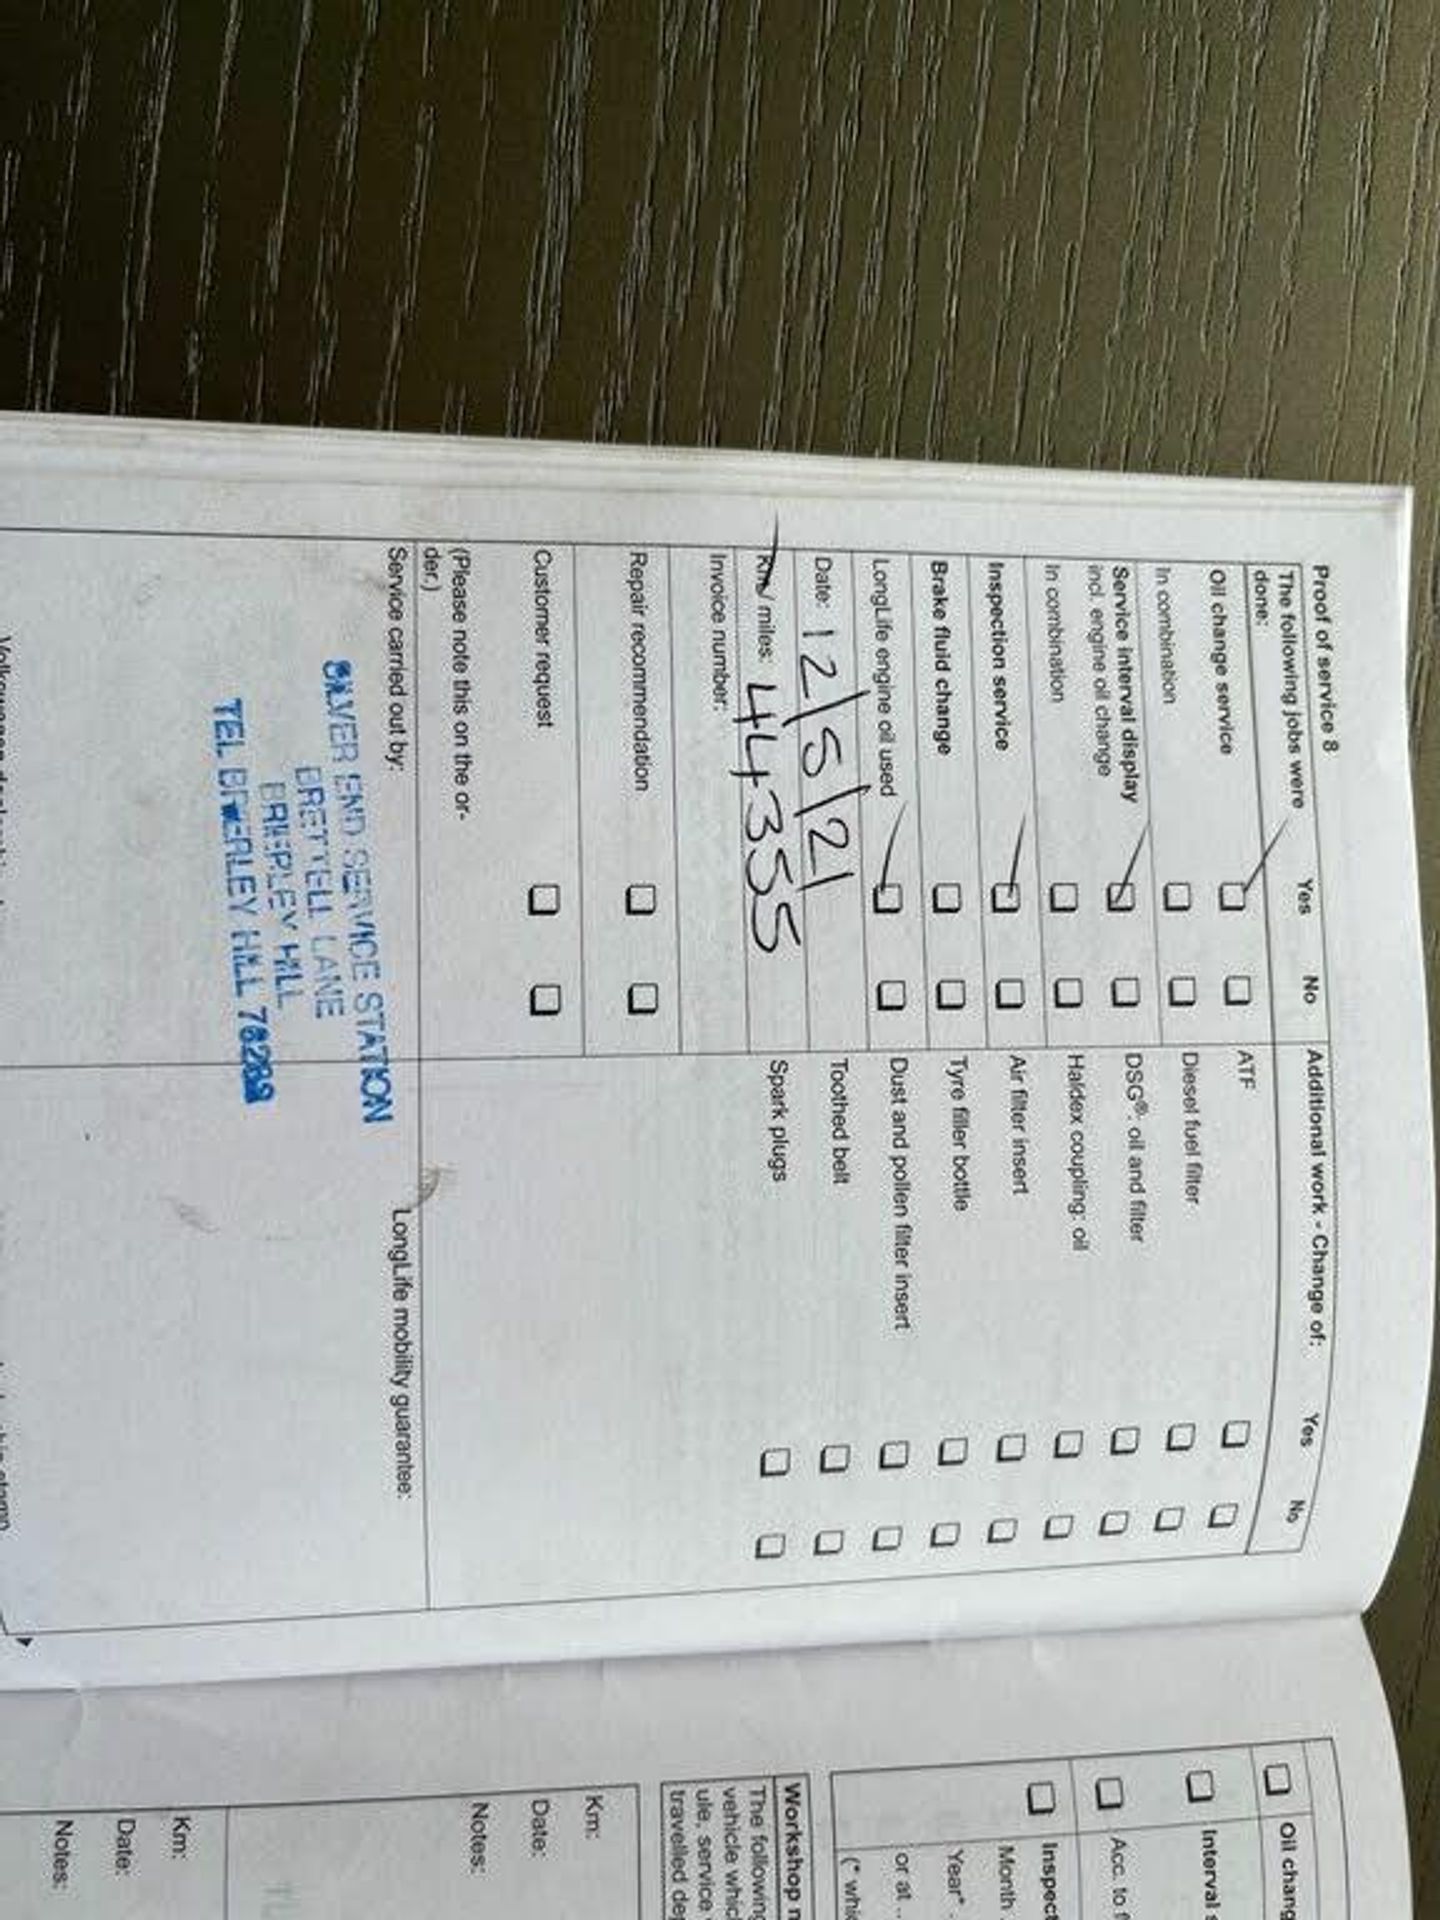 Proof of service 8
The following jobs were done: Yes No
Oil change service
In combination
Service interval display
incl. engine oil change
In combination
Inspection service
Brake fluid change
LongLife engine oil used
Date: 12/5/21
Km/ miles: 44355
Invoice number:
Repair recommendation
Customer request
(Please note this on the or-
der.)
Additional work - Change of: Yes No
ATF
Diesel fuel filter
DSG®: oil and filter
Haldex coupling: oil
Air filter insert
Tyre filler bottle
Dust and pollen filter insert
Toothed belt
Spark plugs
Service carried out by:
SILVER END SERVICE STATION
BRETTELL LANE
BRIERLEY HILL
TEL BRIERLEY HILL
LongLife mobility guarantee:
Oil chang
Interval s
Acc. to f
Inspect
Month
Year*
or at ..
(* whic
Workshop n
The following
vehicle whic
ule, service
travelled dep
Km:
Date:
Notes:
Km:
Date:
Notes: